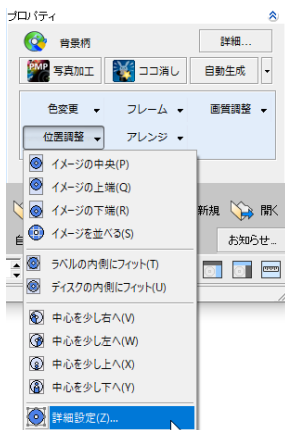 プロパティ
背景柄
詳細...
PMP 写真加工
ココ消し
自動生成
色変更
フレーム
画質調整
位置調整
アレンジ
イメージの中央(P)
イメージの上端(Q)
イメージの下端(R)
イメージを並べる(S)
新規
開く
お知らせ...
ラベルの内側にフィット(T)
ディスクの内側にフィット(U)
中心を少し右へ(V)
中心を少し左へ(W)
中心を少し上へ(X)
中心を少し下へ(Y)
詳細設定(Z)...